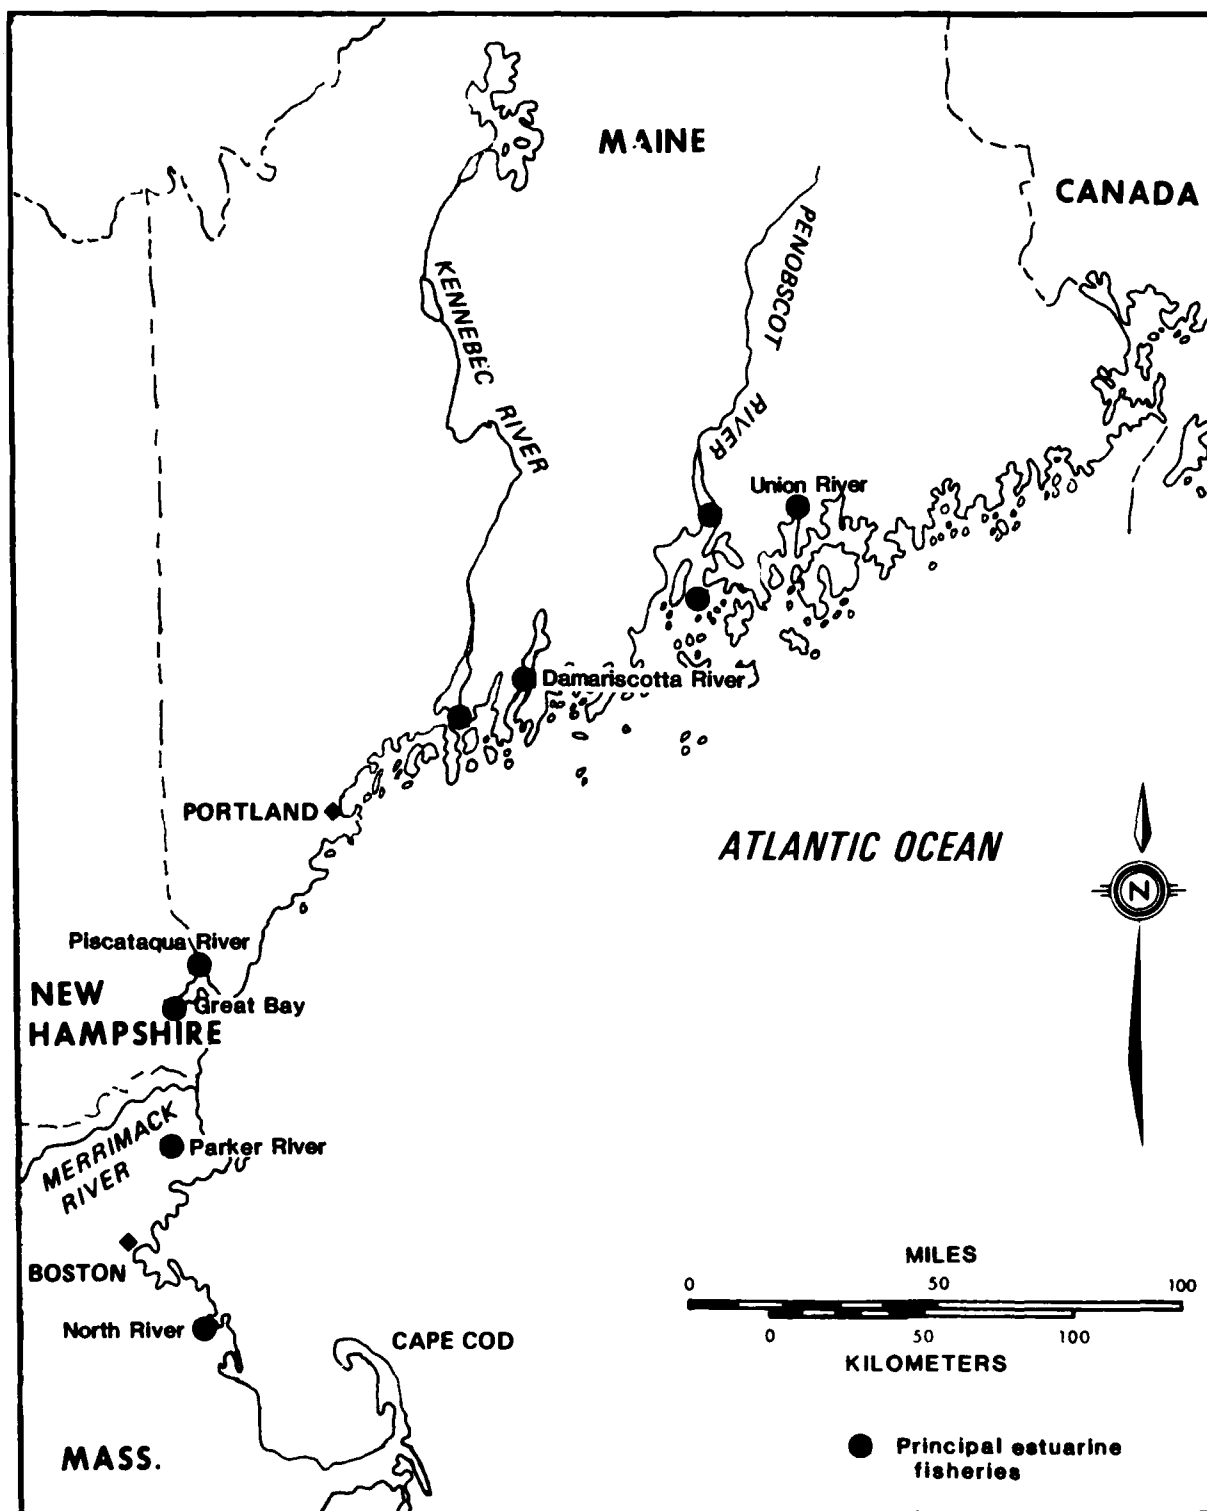 MAINE
CANADA
PENOBSCOT
RIVER
KENNEBEC RIVER
Union River
Damariscotta River
PORTLAND
ATLANTIC OCEAN
N
Piscataqua River
Great Bay
NEW
HAMPSHIRE
MERRIMACK
RIVER
Parker River
BOSTON
North River
CAPE COD
MASS.
MILES
0 50 100
0 50 100
KILOMETERS
Principal estuarine
fisheries